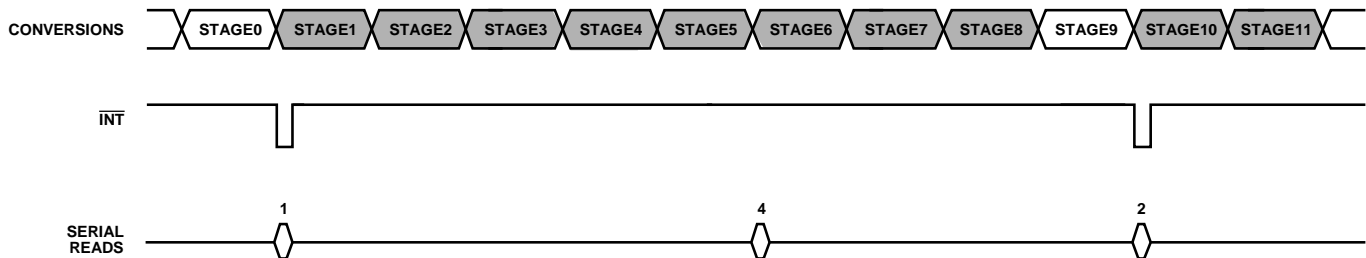 CONVERSIONS STAGE0 STAGE1 STAGE2 STAGE3 STAGE4 STAGE5 STAGE6 STAGE7 STAGE8 STAGE9 STAGE10 STAGE11
INT
1 4 2
SERIAL
READS